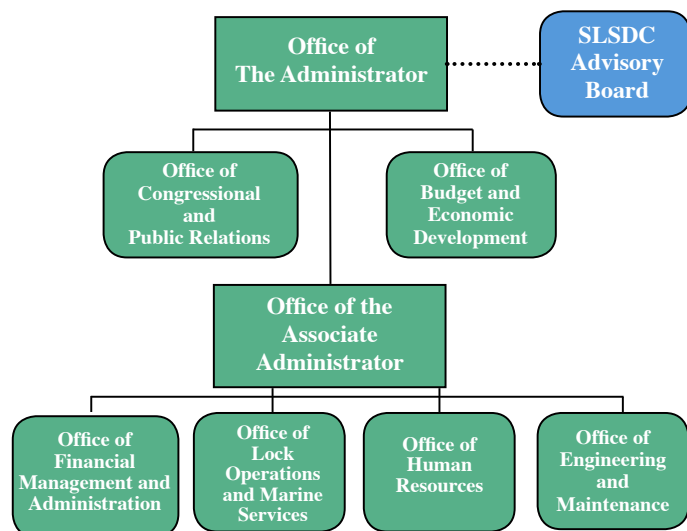 Office of
The Administrator
SLSDC
Advisory
Board
Office of
Congressional
and
Public Relations
Office of
Budget and
Economic
Development
Office of the
Associate
Administrator
Office of
Financial
Management and
Administration
Office of
Lock
Operations
and Marine
Services
Office of
Human
Resources
Office of
Engineering
and
Maintenance